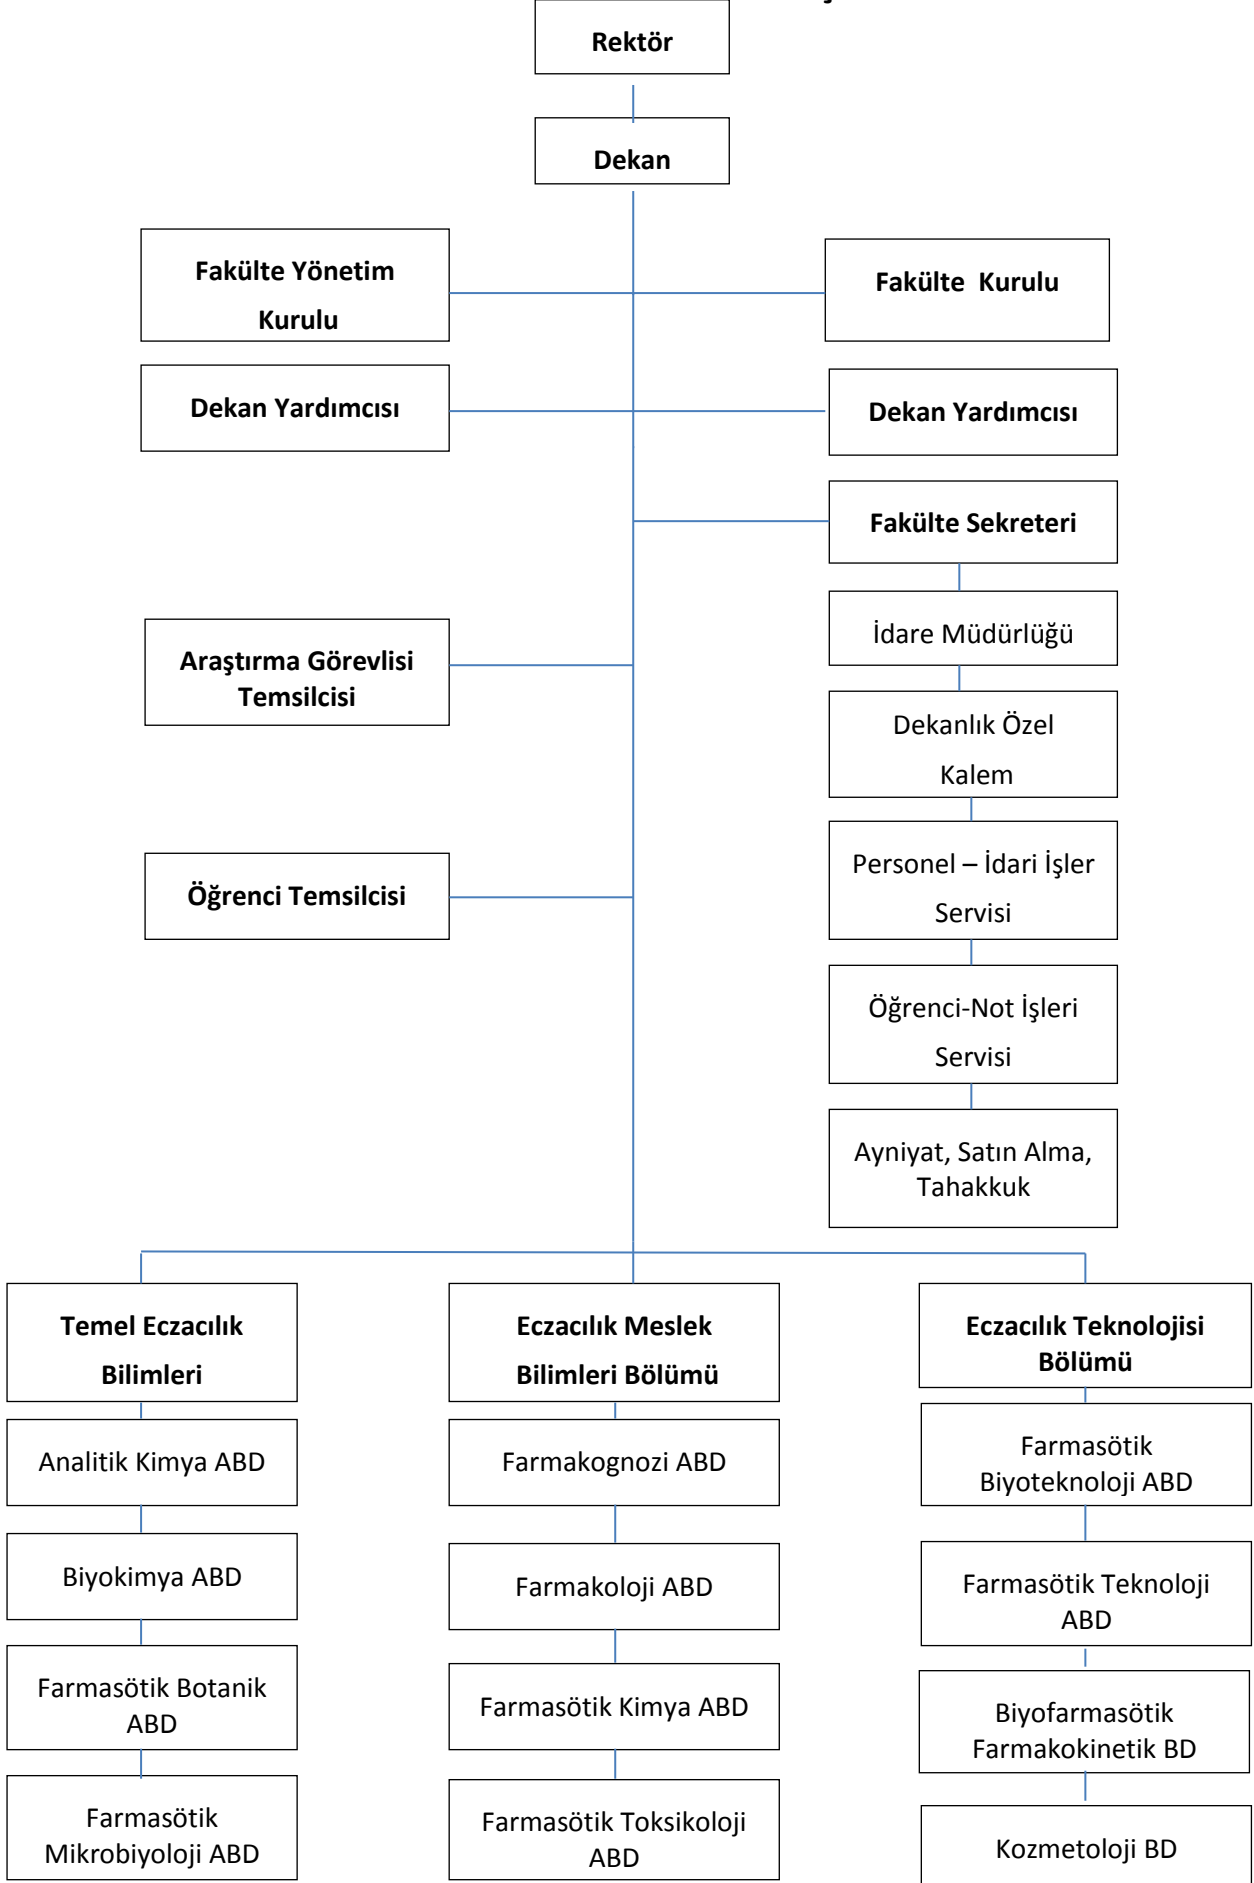 Rektör
Dekan
Fakülte Yönetim
Kurulu
Fakülte Kurulu
Dekan Yardımcısı
Dekan Yardımcısı
Fakülte Sekreteri
İdare Müdürlüğü
Araştırma Görevlisi
Temsilcisi
Dekanlık Özel
Kalem
Öğrenci Temsilcisi
Personel – İdari İşler
Servisi
Öğrenci-Not İşleri
Servisi
Ayniyat, Satın Alma,
Tahakkuk
Temel Eczacılık
Bilimleri
Analitik Kimya ABD
Biyokimya ABD
Farmasötik Botanik
ABD
Farmasötik
Mikrobiyoloji ABD
Eczacılık Meslek
Bilimleri Bölümü
Farmakognozi ABD
Farmakoloji ABD
Farmasötik Kimya ABD
Farmasötik Toksikoloji
ABD
Eczacılık Teknolojisi
Bölümü
Farmasötik
Biyoteknoloji ABD
Farmasötik Teknoloji
ABD
Biyofarmasötik
Farmakokinetik BD
Kozmetoloji BD